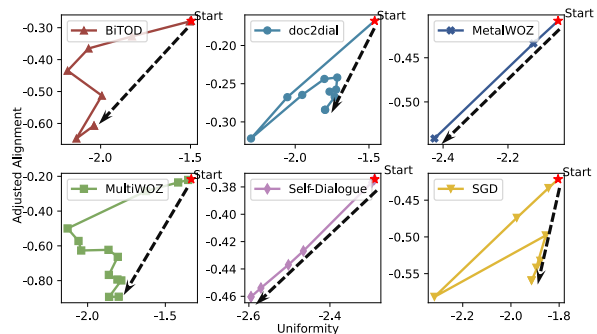 Start
BiTOD
-0.30
-0.40
-0.50
-0.60
-2.0
-1.5
Start
doc2dial
-0.20
-0.25
-0.30
-2.0
-1.5
Start
MetalWOZ
-0.45
-0.50
-2.4
-2.2
Adjusted Alignment
Start
MultiWOZ
-0.20
-0.40
-0.60
-0.80
-2.0
-1.5
Start
Self-Dialogue
-0.38
-0.40
-0.42
-0.44
-0.46
-2.6
-2.4
Start
SGD
-0.45
-0.50
-0.55
-2.2
-2.0
-1.8
Uniformity